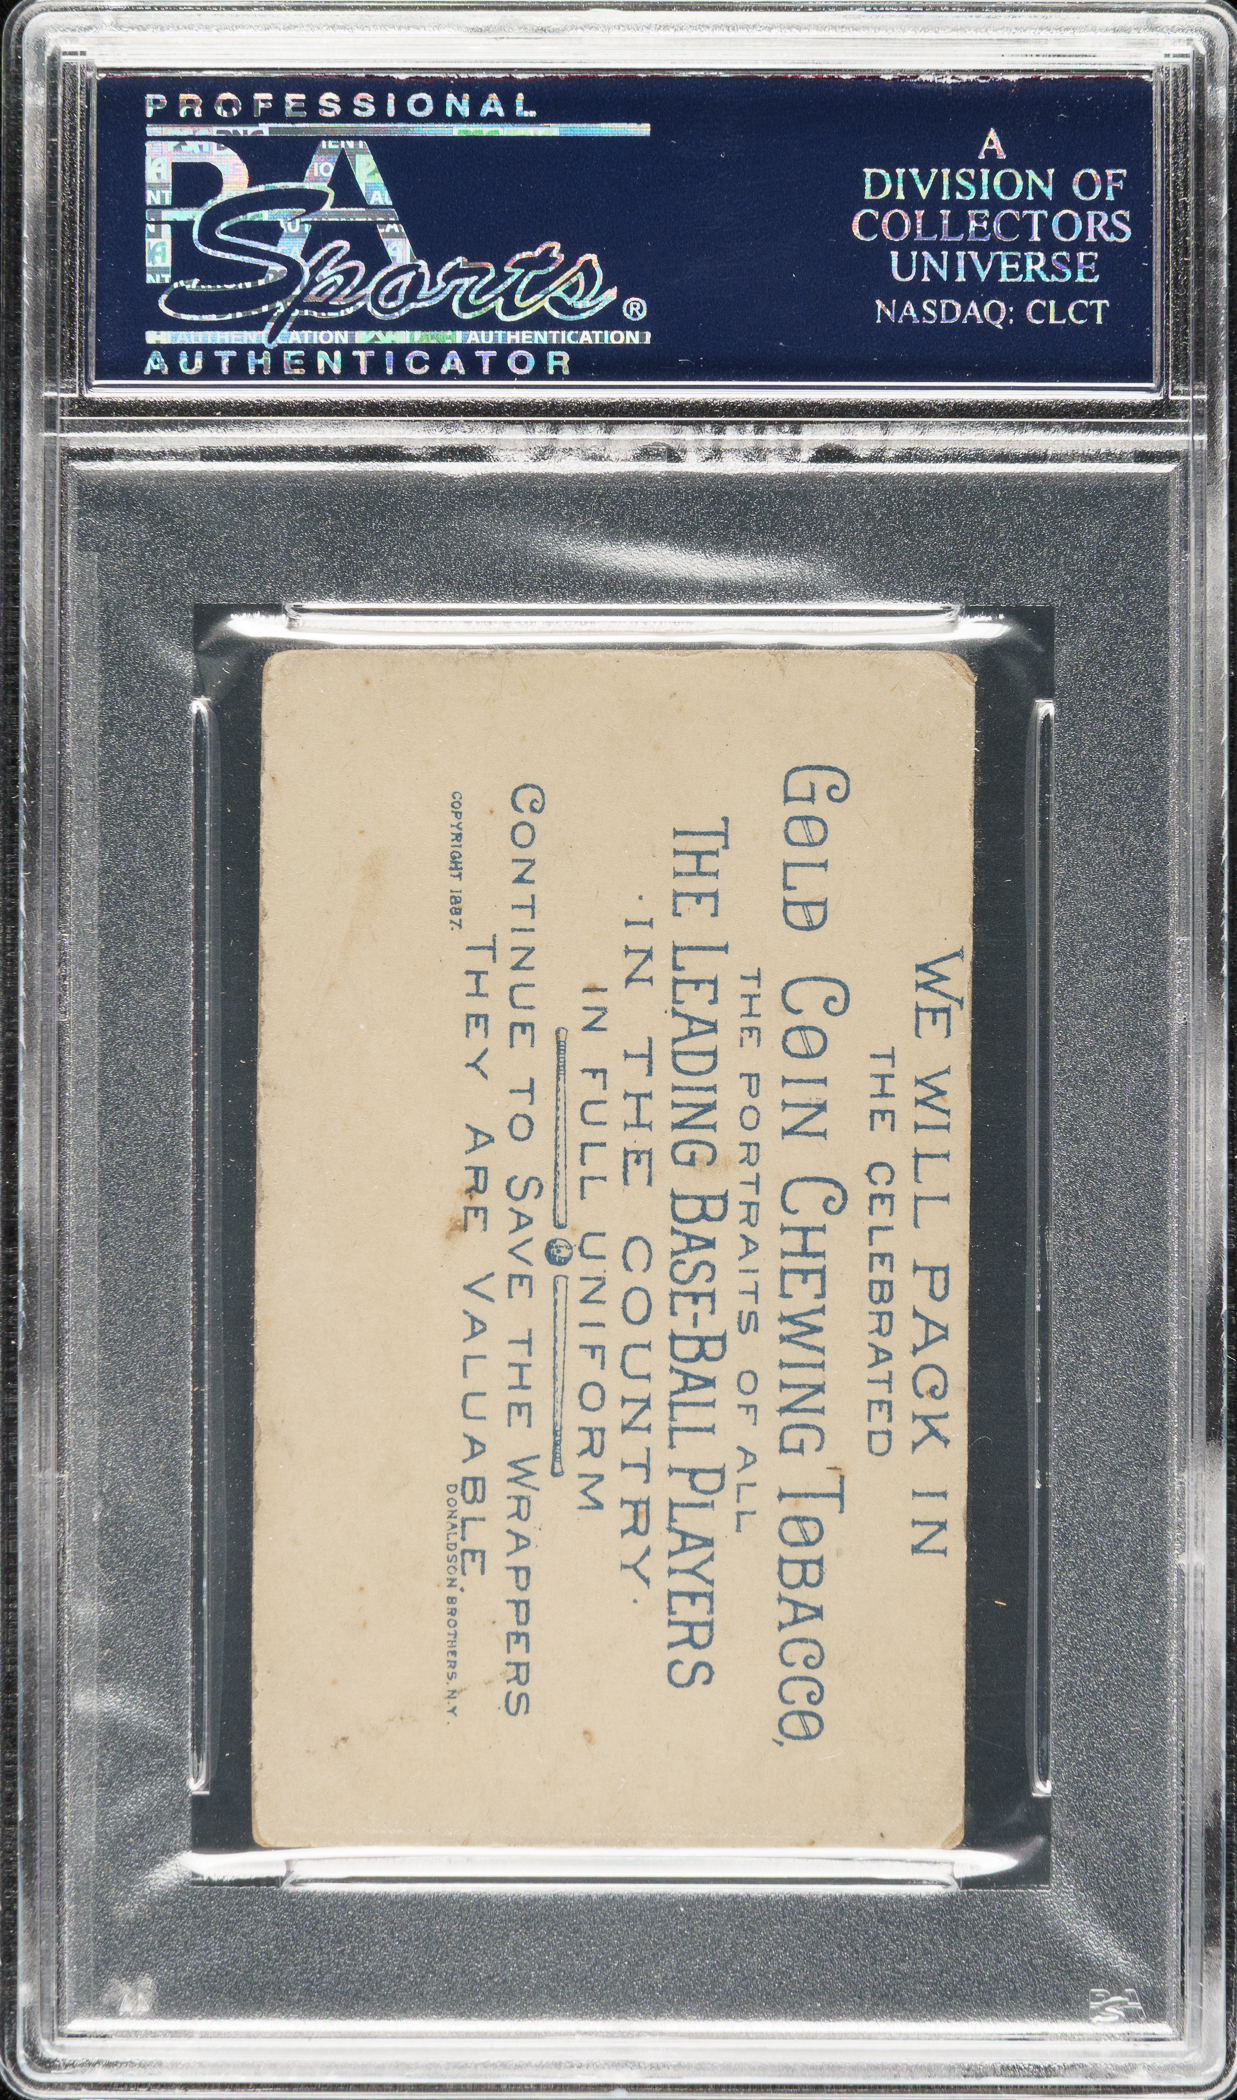 PROFESSIONAL
PSA
Sports®
AUTHENTICATION
AUTHENTICATOR
A
DIVISION OF
COLLECTORS
UNIVERSE
NASDAQ: CLCT
WE WILL PACK IN
THE CELEBRATED
GOLD COIN CHEWING TOBACCO,
THE PORTRAITS OF ALL
THE LEADING BASE-BALL PLAYERS
IN THE COUNTRY.
IN FULL UNIFORM
CONTINUE TO SAVE THE WRAPPERS
THEY ARE VALUABLE.
COPYRIGHT 1887.
DONALDSON BROTHERS, N.Y.
PSA